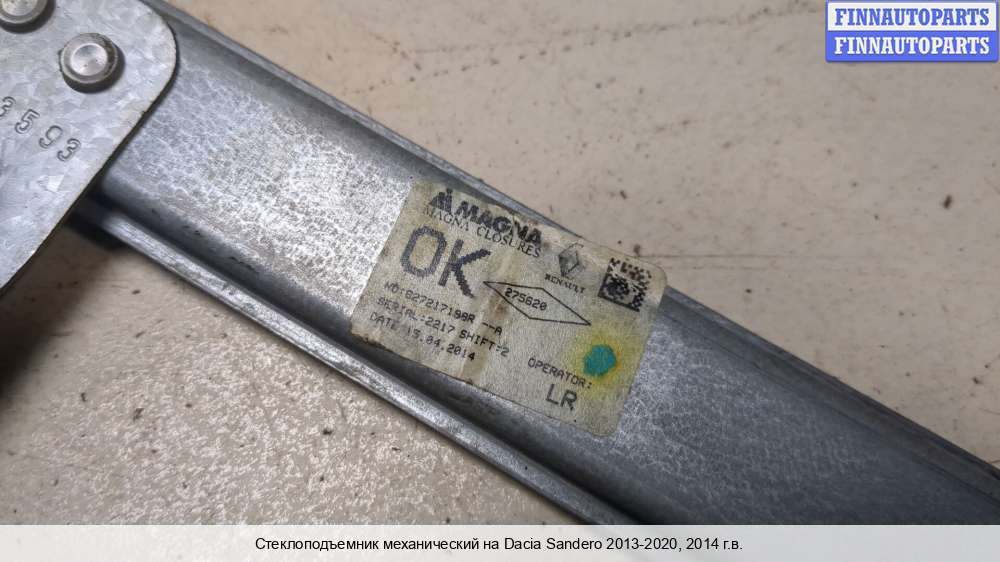 FINNAUTOPARTS
FINNAUTOPARTS
3593
MAGNA
MAGNA CLOSURES
OK
RENAULT
275620
NO:827217198R --A
SERIAL:2217 SHIFT:2
DATE 15.04.2014
OPERATOR:
LR
Стеклоподъемник механический на Dacia Sandero 2013-2020, 2014 г.в.